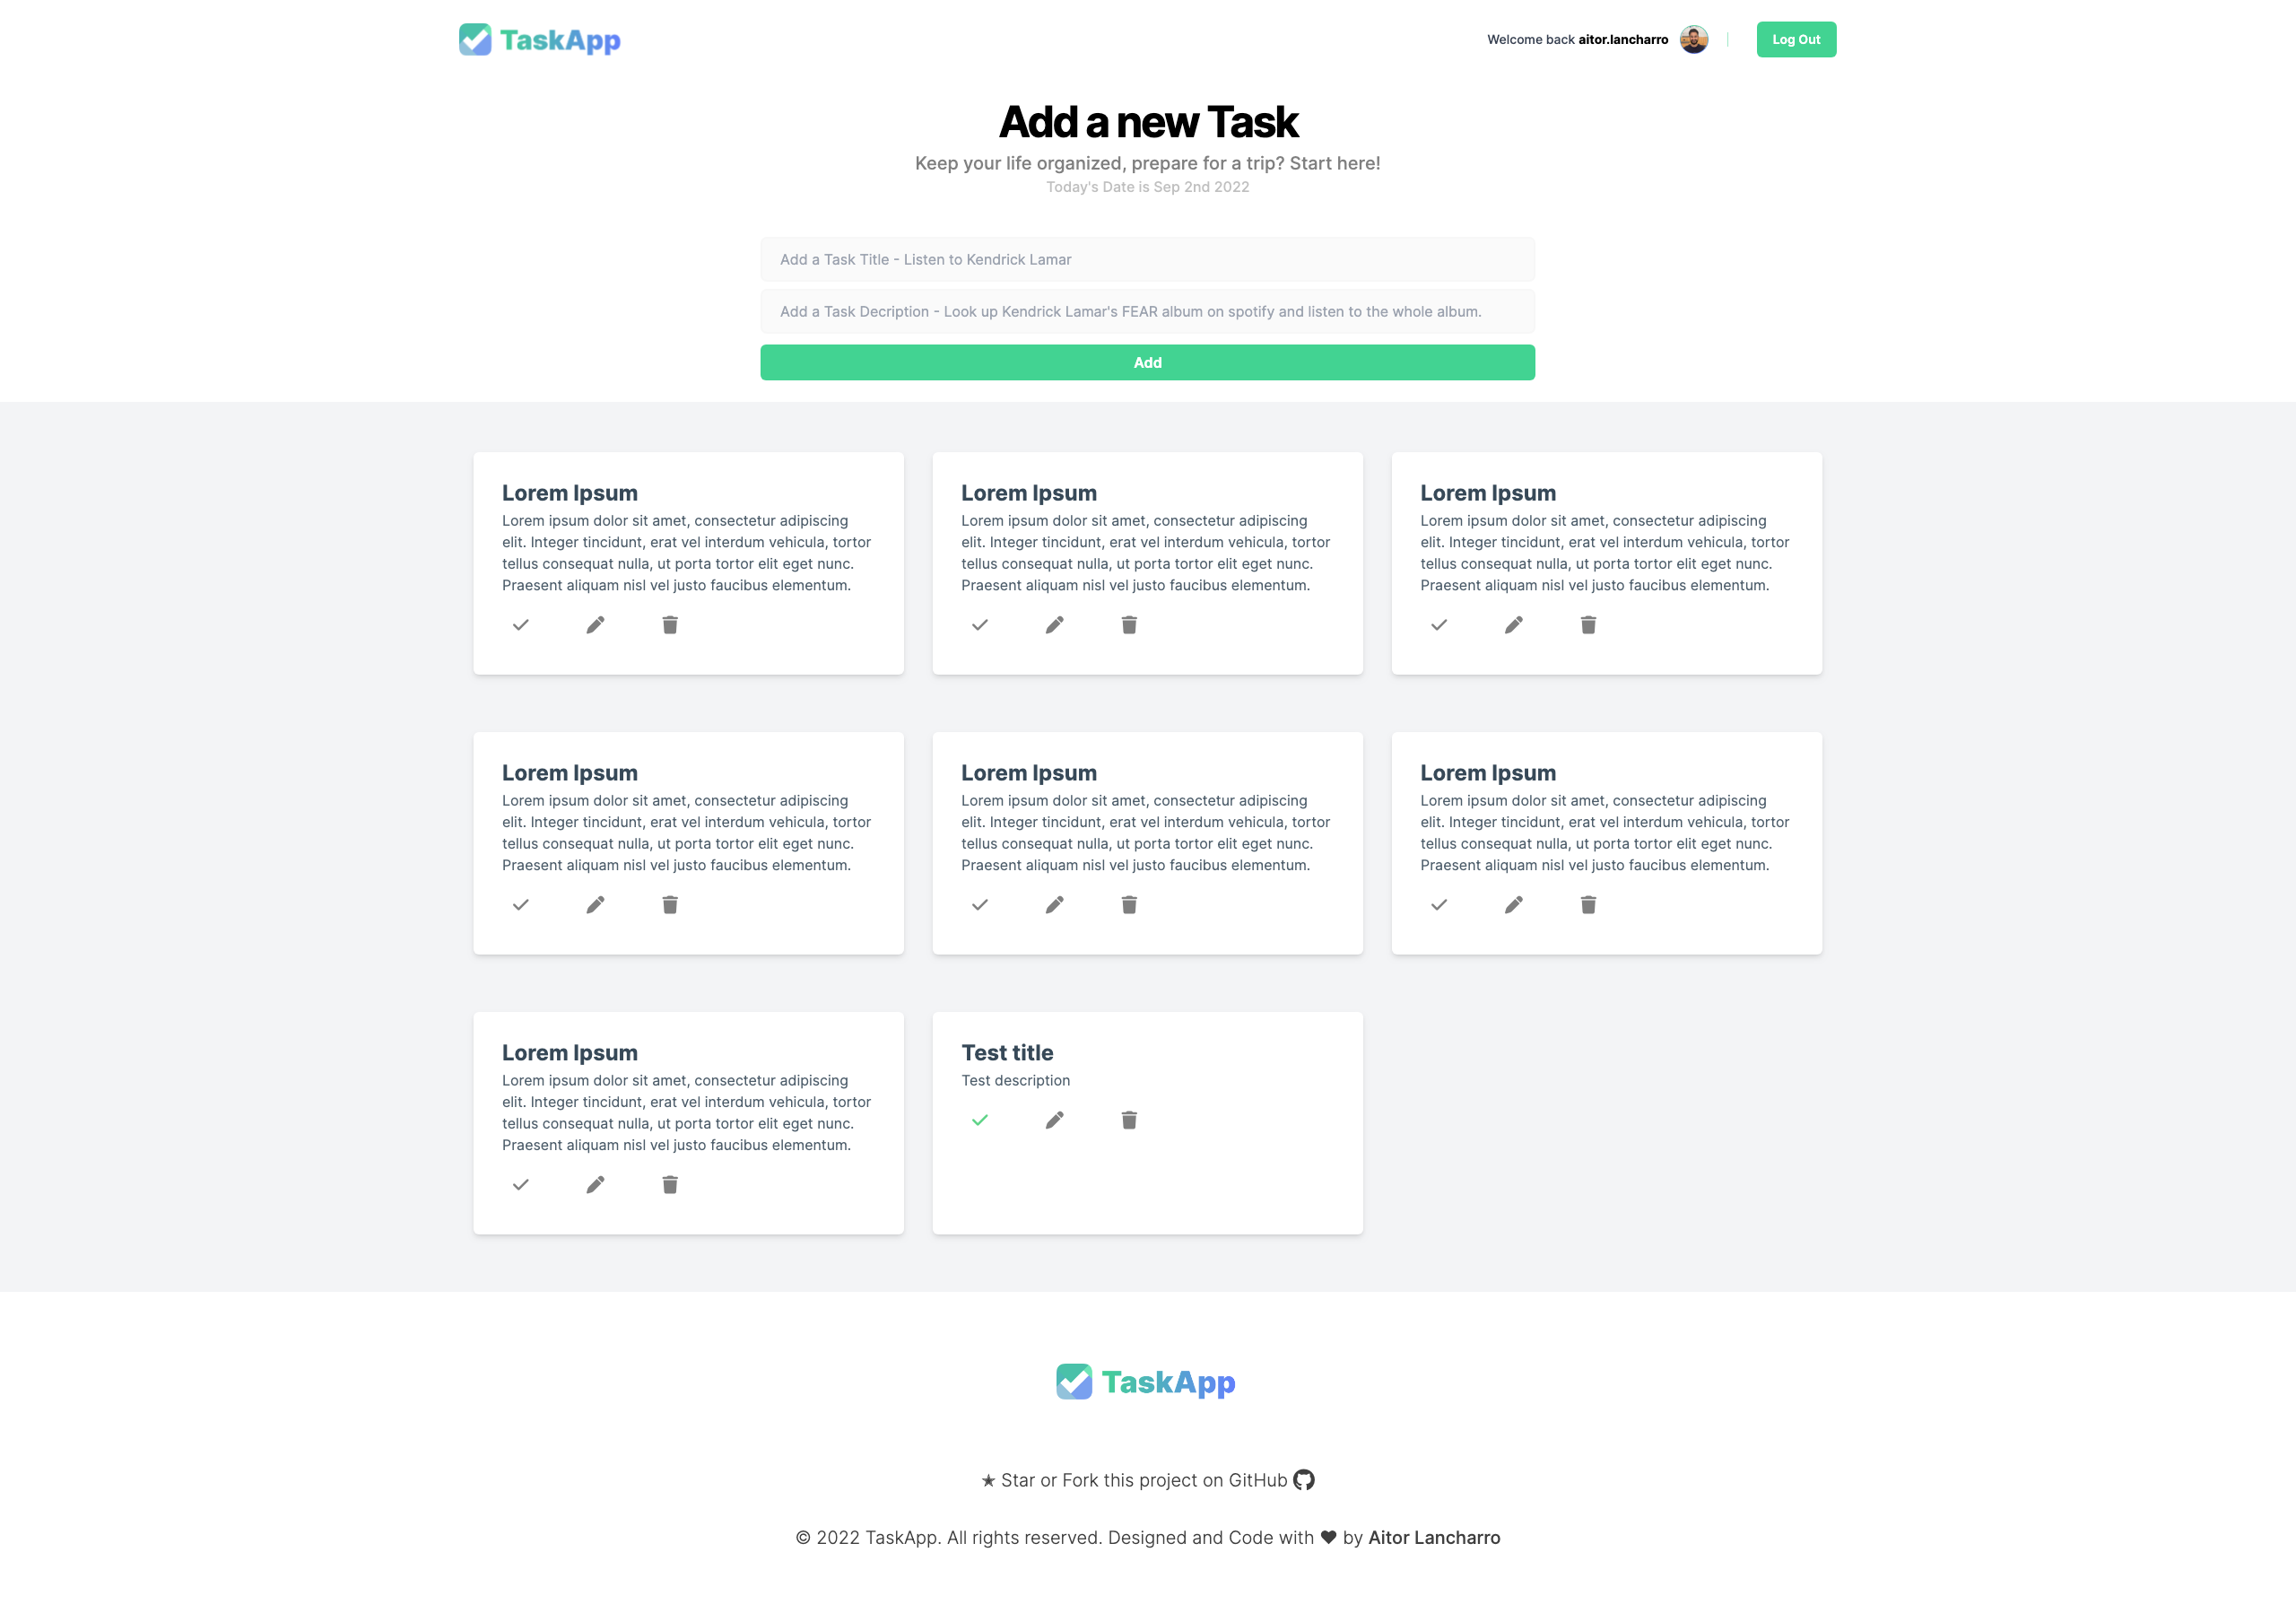 TaskApp
Welcome back aitor.lancharro
Log Out
Add a new Task
Keep your life organized, prepare for a trip? Start here!
Today's Date is Sep 2nd 2022
Add a Task Title - Listen to Kendrick Lamar
Add a Task Decription - Look up Kendrick Lamar's FEAR album on spotify and listen to the whole album.
Add
Lorem Ipsum
Lorem ipsum dolor sit amet, consectetur adipiscing
elit. Integer tincidunt, erat vel interdum vehicula, tortor
tellus consequat nulla, ut porta tortor elit eget nunc.
Praesent aliquam nisl vel justo faucibus elementum.
Lorem Ipsum
Lorem ipsum dolor sit amet, consectetur adipiscing
elit. Integer tincidunt, erat vel interdum vehicula, tortor
tellus consequat nulla, ut porta tortor elit eget nunc.
Praesent aliquam nisl vel justo faucibus elementum.
Lorem Ipsum
Lorem ipsum dolor sit amet, consectetur adipiscing
elit. Integer tincidunt, erat vel interdum vehicula, tortor
tellus consequat nulla, ut porta tortor elit eget nunc.
Praesent aliquam nisl vel justo faucibus elementum.
Lorem Ipsum
Lorem ipsum dolor sit amet, consectetur adipiscing
elit. Integer tincidunt, erat vel interdum vehicula, tortor
tellus consequat nulla, ut porta tortor elit eget nunc.
Praesent aliquam nisl vel justo faucibus elementum.
Lorem Ipsum
Lorem ipsum dolor sit amet, consectetur adipiscing
elit. Integer tincidunt, erat vel interdum vehicula, tortor
tellus consequat nulla, ut porta tortor elit eget nunc.
Praesent aliquam nisl vel justo faucibus elementum.
Lorem Ipsum
Lorem ipsum dolor sit amet, consectetur adipiscing
elit. Integer tincidunt, erat vel interdum vehicula, tortor
tellus consequat nulla, ut porta tortor elit eget nunc.
Praesent aliquam nisl vel justo faucibus elementum.
Lorem Ipsum
Lorem ipsum dolor sit amet, consectetur adipiscing
elit. Integer tincidunt, erat vel interdum vehicula, tortor
tellus consequat nulla, ut porta tortor elit eget nunc.
Praesent aliquam nisl vel justo faucibus elementum.
Test title
Test description
TaskApp
★ Star or Fork this project on GitHub
© 2022 TaskApp. All rights reserved. Designed and Code with ♥ by Aitor Lancharro